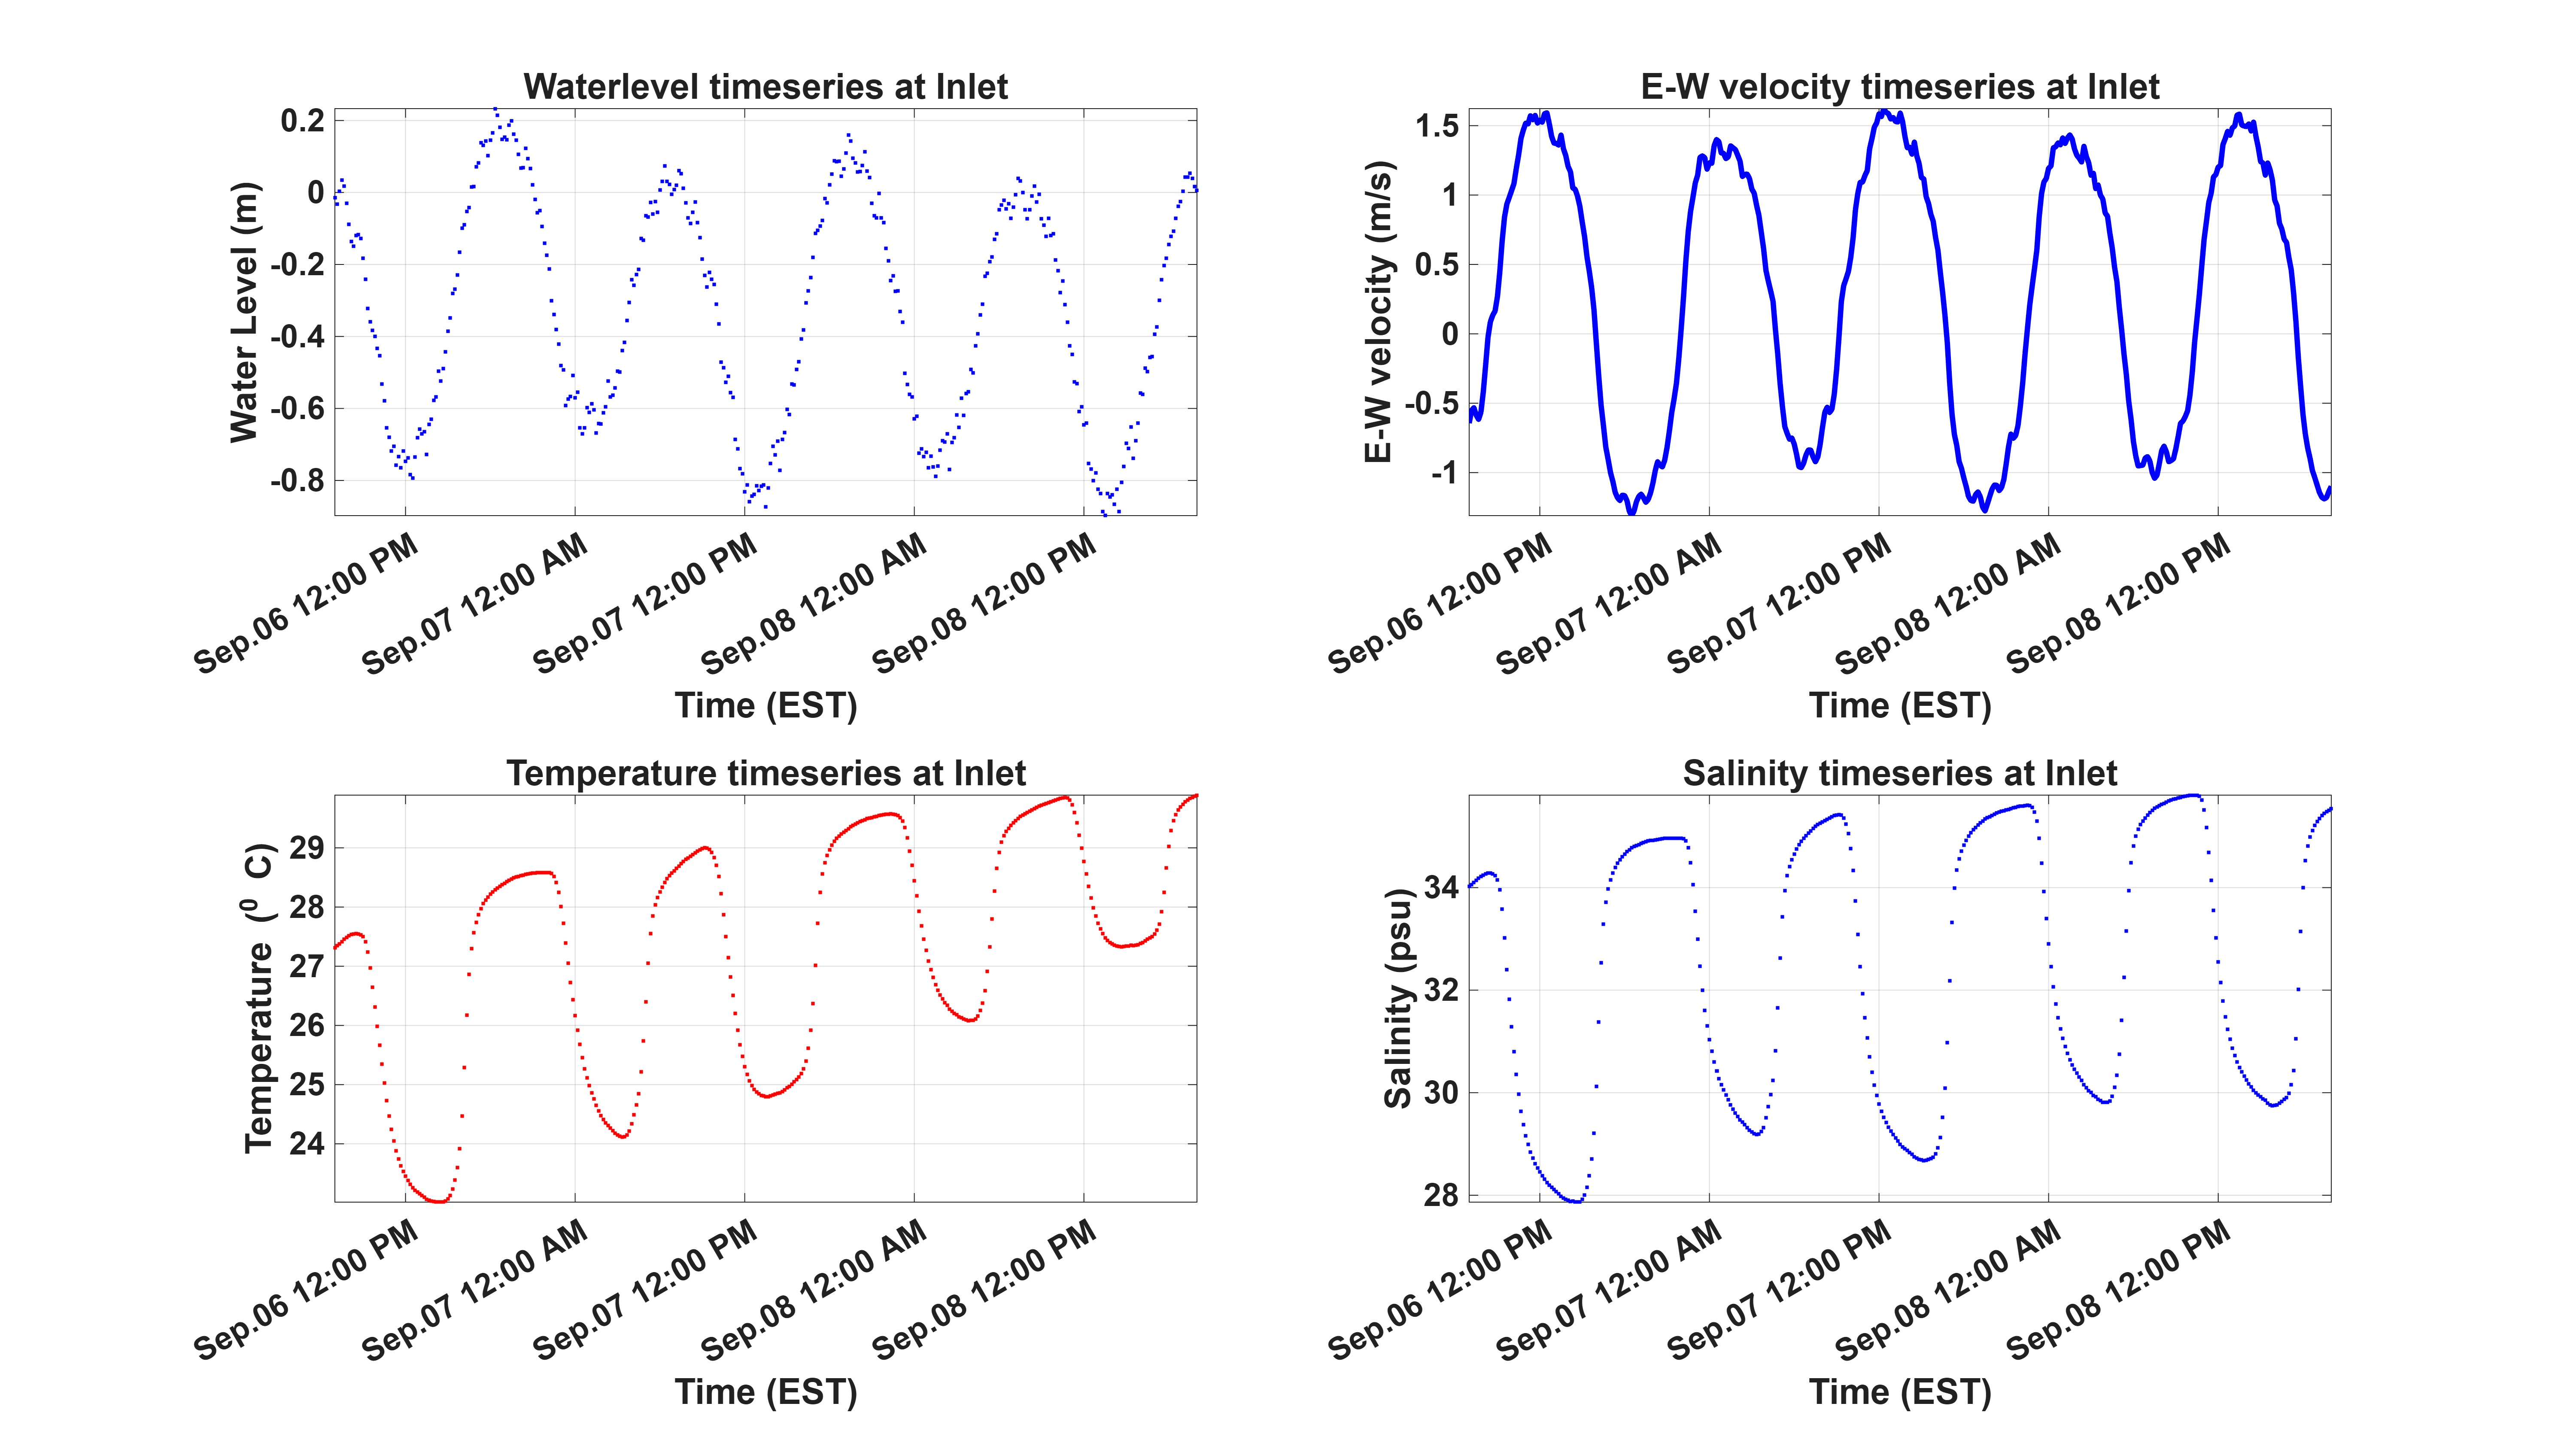 Waterlevel timeseries at Inlet
0.2
0
-0.2
-0.4
-0.6
-0.8
Water Level (m)
Sep.06 12:00 PM
Sep.07 12:00 AM
Sep.07 12:00 PM
Sep.08 12:00 AM
Sep.08 12:00 PM
Time (EST)
E-W velocity timeseries at Inlet
1.5
1
0.5
0
-0.5
-1
E-W velocity (m/s)
Sep.06 12:00 PM
Sep.07 12:00 AM
Sep.07 12:00 PM
Sep.08 12:00 AM
Sep.08 12:00 PM
Time (EST)
Temperature timeseries at Inlet
29
28
27
26
25
24
Temperature (⁰ C)
Sep.06 12:00 PM
Sep.07 12:00 AM
Sep.07 12:00 PM
Sep.08 12:00 AM
Sep.08 12:00 PM
Time (EST)
Salinity timeseries at Inlet
34
32
30
28
Salinity (psu)
Sep.06 12:00 PM
Sep.07 12:00 AM
Sep.07 12:00 PM
Sep.08 12:00 AM
Sep.08 12:00 PM
Time (EST)